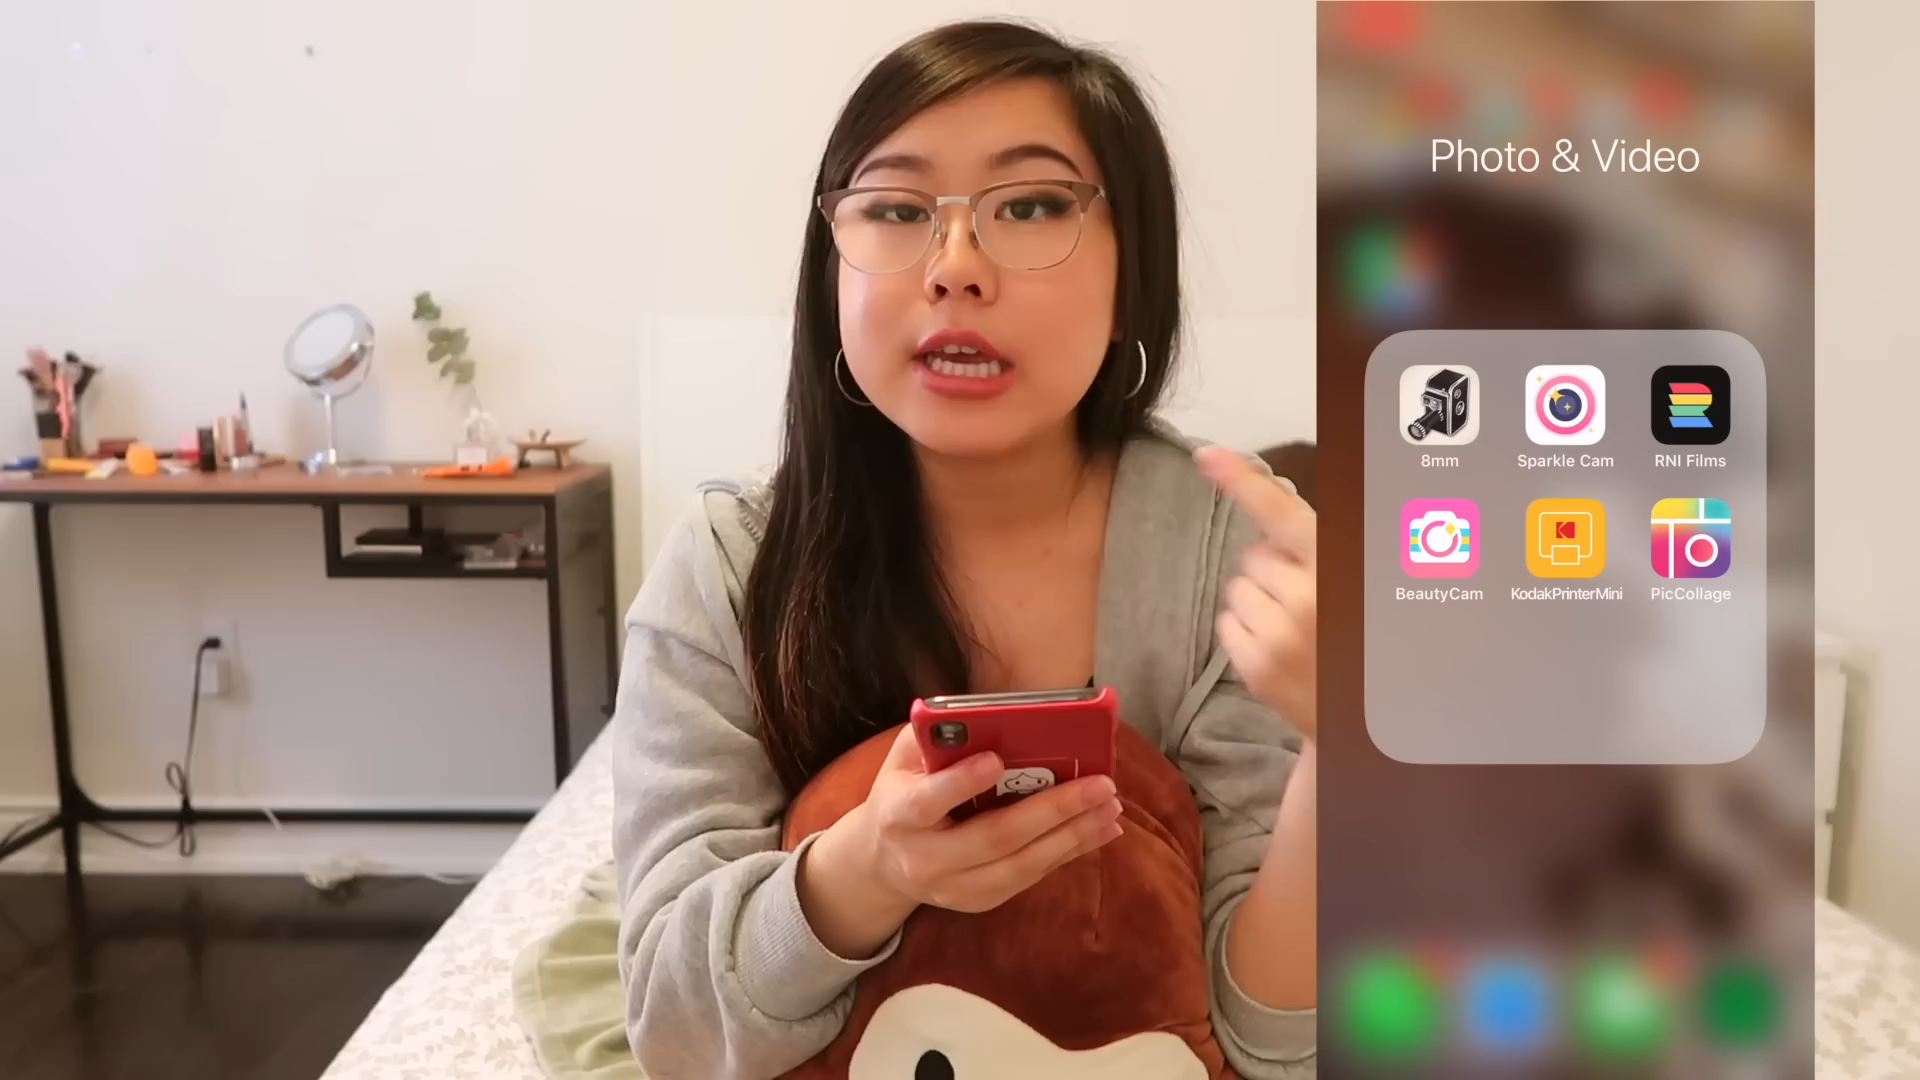 Photo & Video
8mm
Sparkle Cam
RNI Films
BeautyCam
KodakPrinterMini
PicCollage